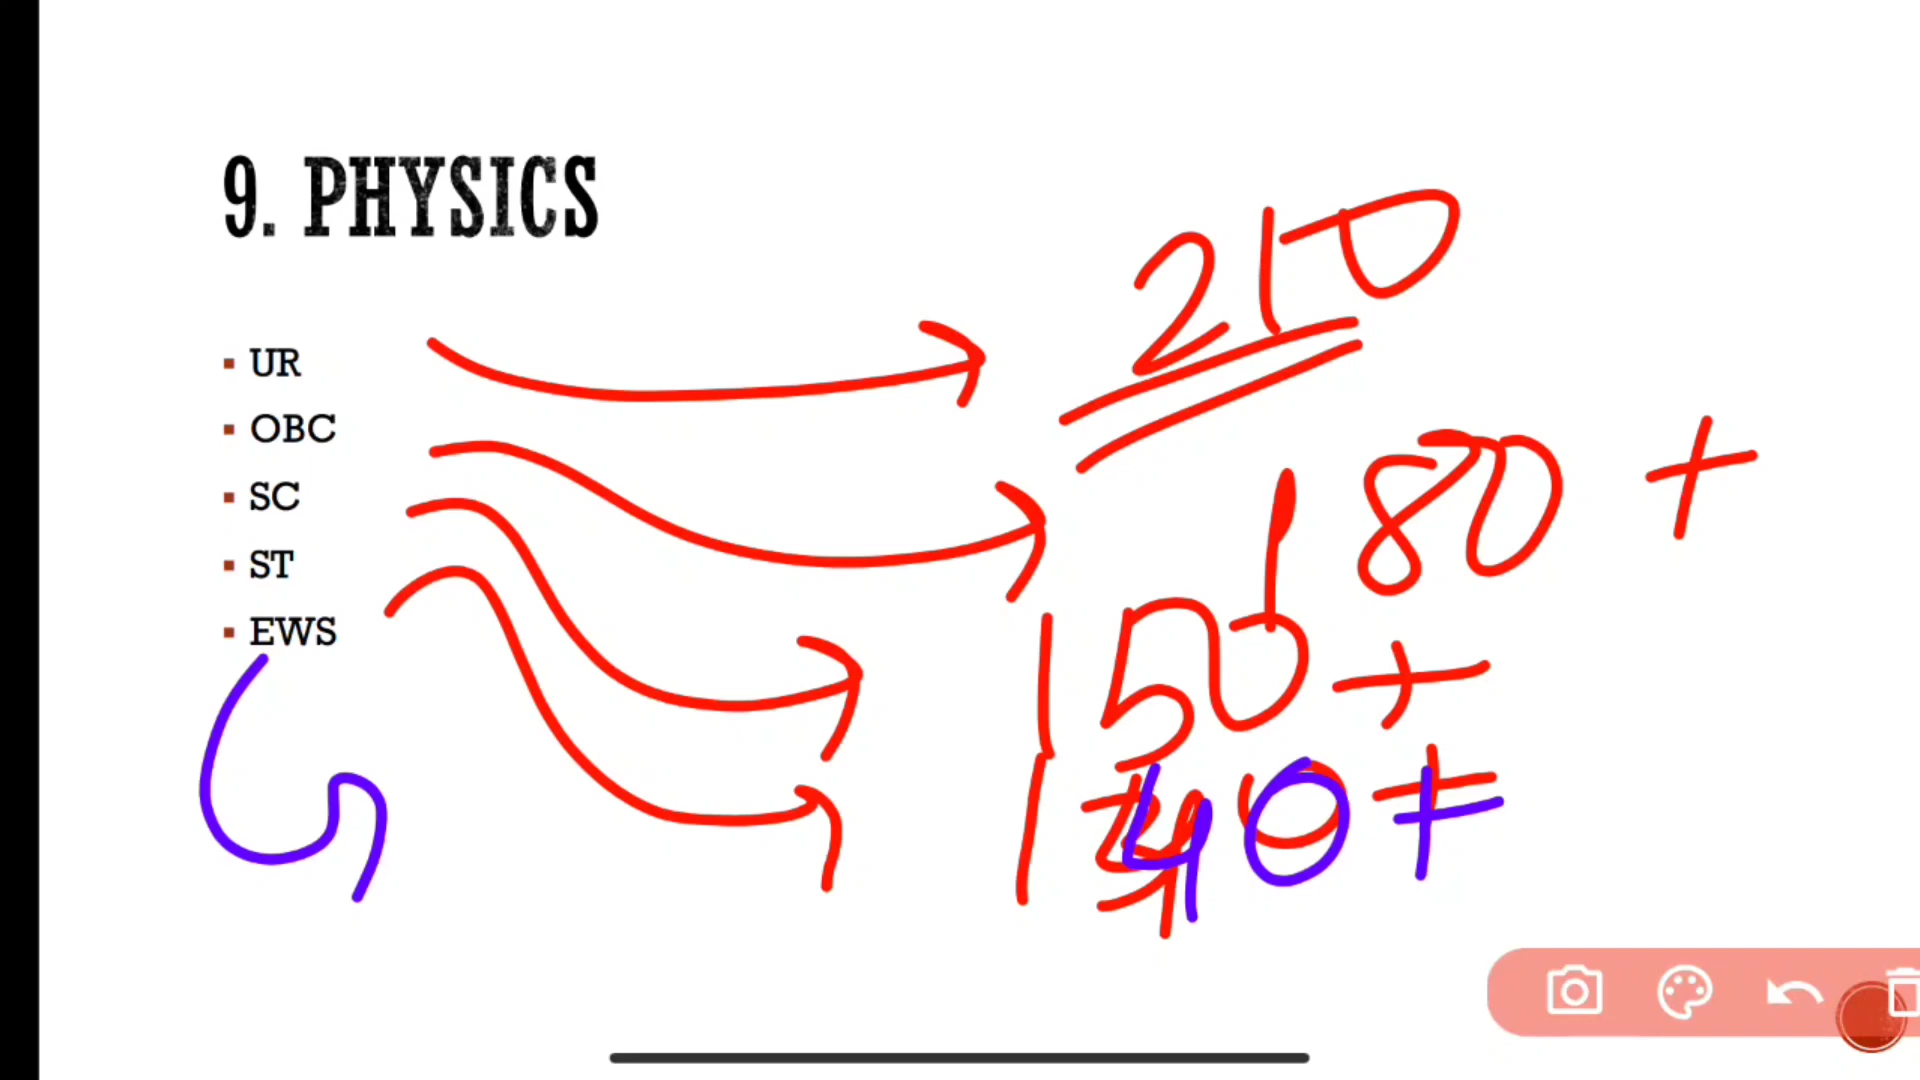 9. PHYSICS
210
UR
180 +
OBC
SC
ST
150 +
EWS
140 +